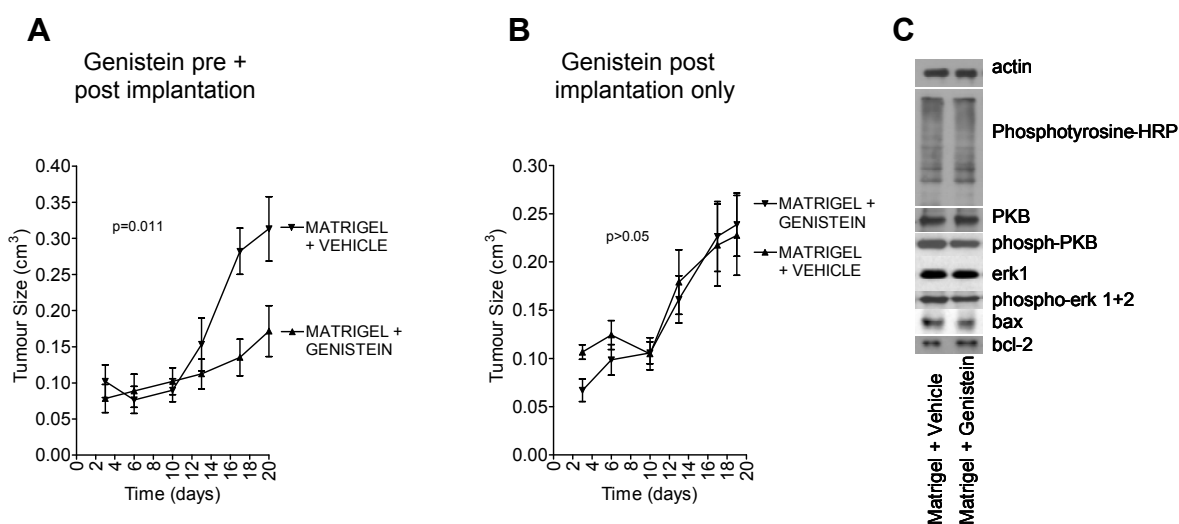 A
Genistein pre +
post implantation
0.40
0.35
0.30
0.25
0.20
0.15
0.10
0.05
0.00
Tumour Size (cm3)
p=0.011
MATRIGEL
+ VEHICLE
MATRIGEL +
GENISTEIN
0 2 4 6 8 10 12 14 16 18 20
Time (days)
B
Genistein post
implantation only
0.30
0.25
0.20
0.15
0.10
0.05
0.00
Tumour Size (cm3)
p>0.05
MATRIGEL +
GENISTEIN
MATRIGEL
+ VEHICLE
0 2 4 6 8 10 12 14 16 18 20
Time (days)
C
actin
Phosphotyrosine-HRP
PKB
phosph-PKB
erk1
phospho-erk 1+2
bax
bcl-2
Matrigel + Vehicle
Matrigel + Genistein